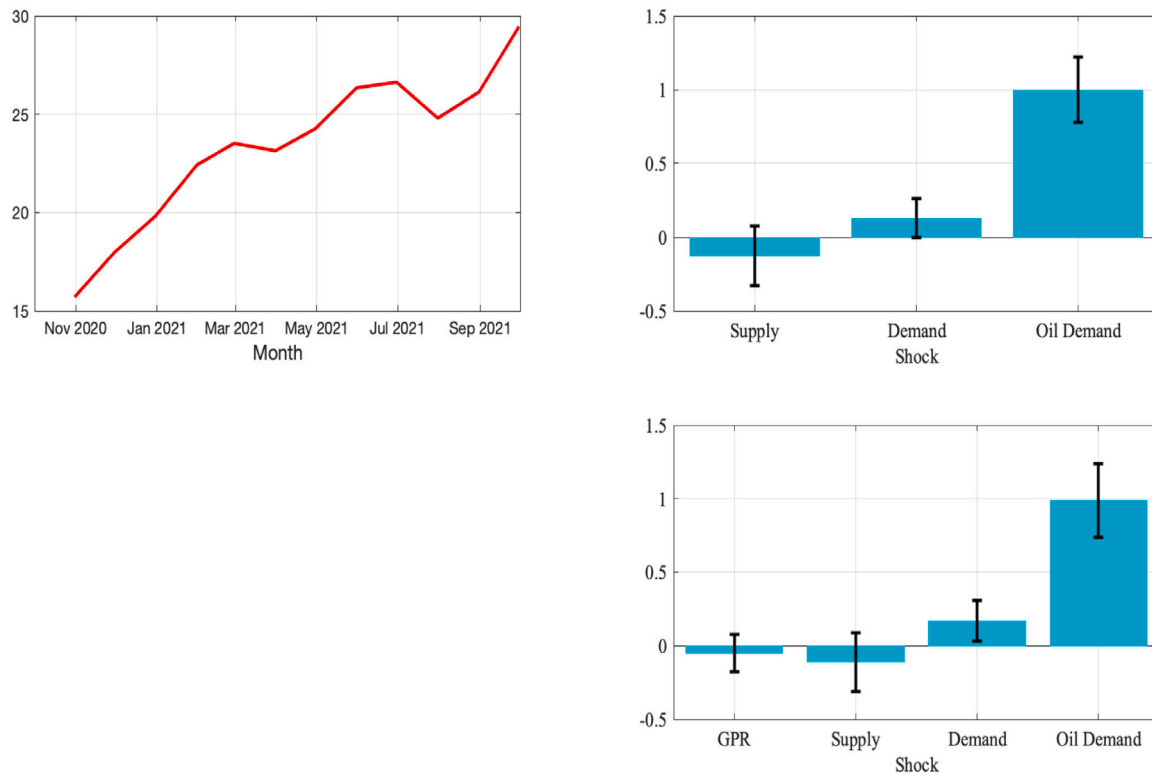 30
25
20
15
Nov 2020 Jan 2021 Mar 2021 May 2021 Jul 2021 Sep 2021
Month
1.5
1
0.5
0
-0.5
Supply Demand Oil Demand
Shock
1.5
1
0.5
0
-0.5
GPR Supply Demand Oil Demand
Shock